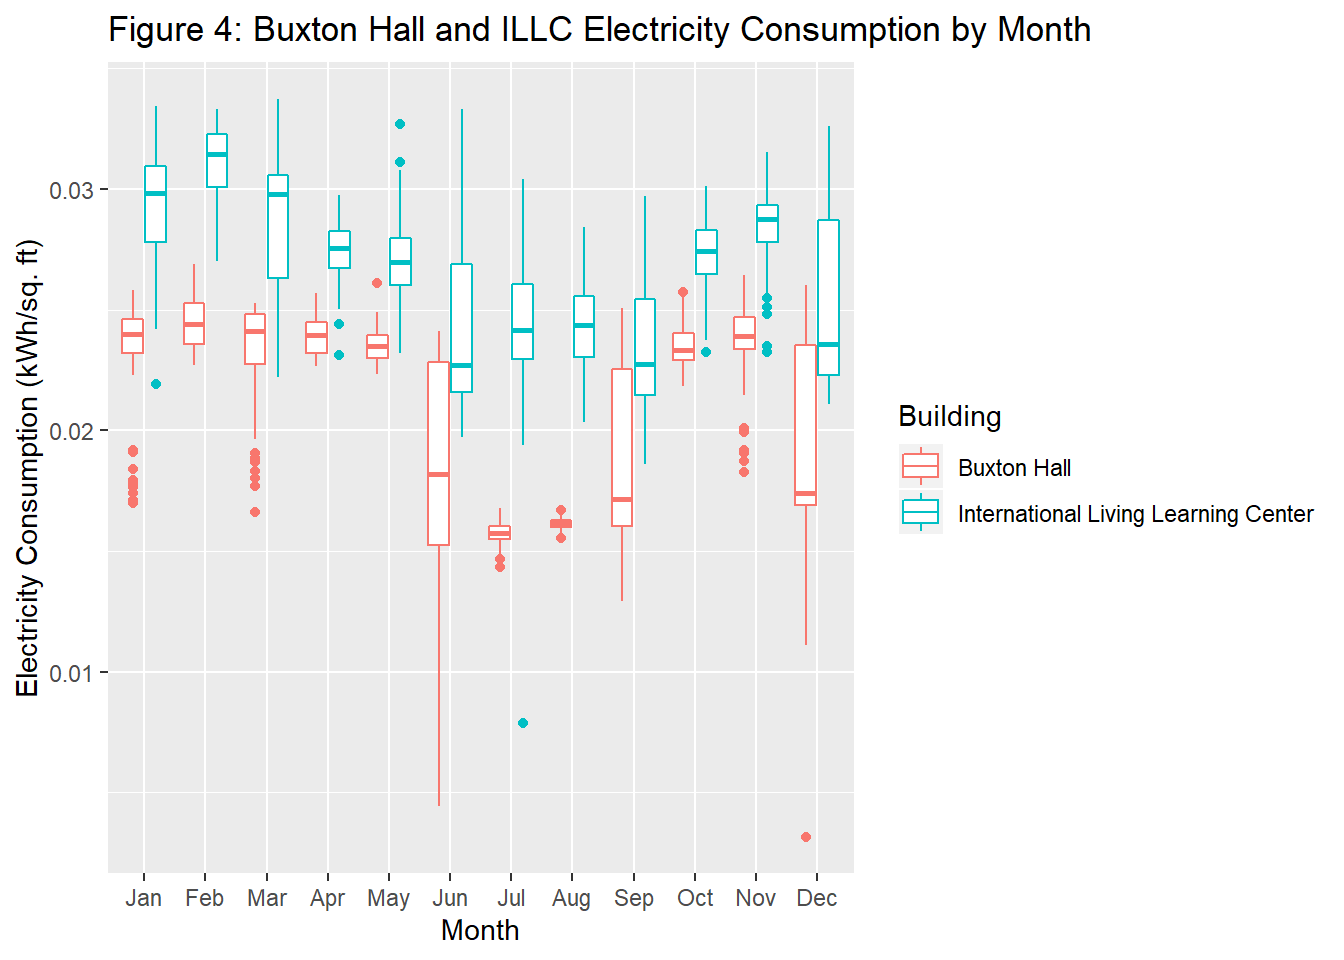 Figure 4: Buxton Hall and ILLC Electricity Consumption by Month
Electricity Consumption (kWh/sq. ft)
0.03
0.02
0.01
Jan Feb Mar Apr May Jun Jul Aug Sep Oct Nov Dec
Month
Building
Buxton Hall
International Living Learning Center